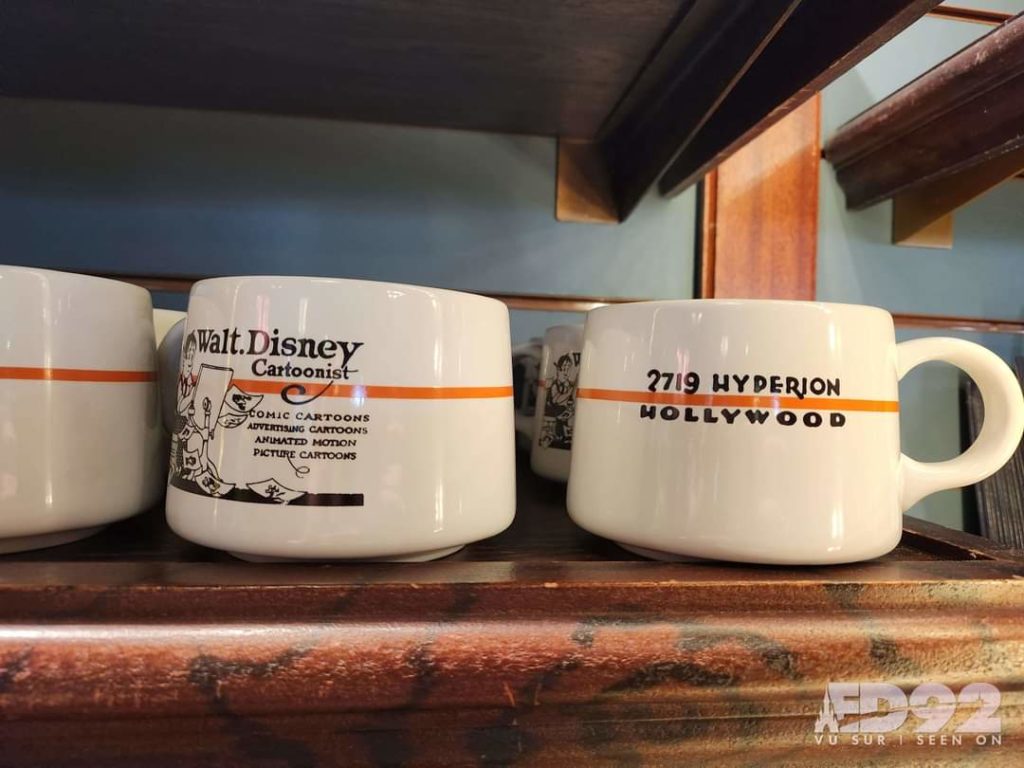 Walt.Disney
Cartoonist
COMIC CARTOONS
ADVERTISING CARTOONS
ANIMATED MOTION
PICTURE CARTOONS
W
2719 HYPERION
HOLLYWOOD
ED92
VU SUR | SEEN ON